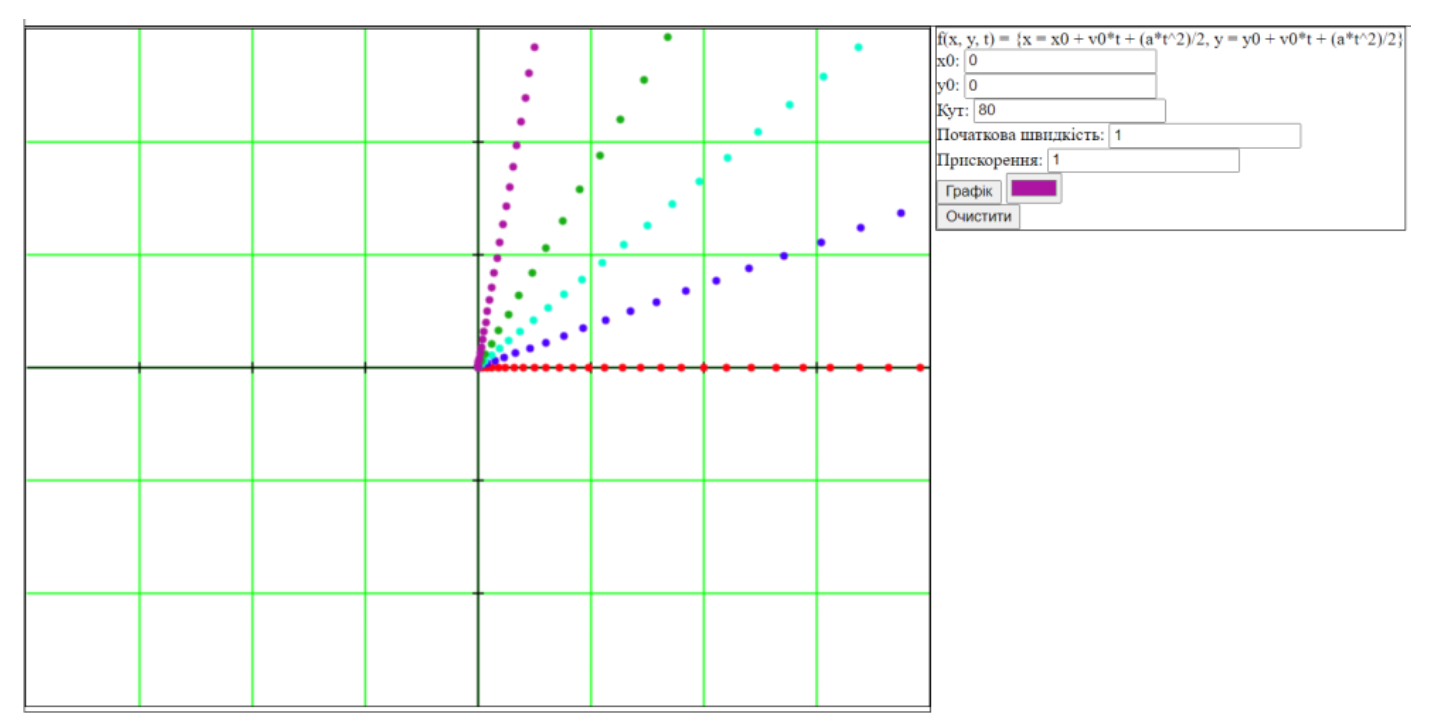 f(x, y, t) = {x = x0 + v0*t + (a*t^2)/2, y = y0 + v0*t + (a*t^2)/2}
x0: 0
y0: 0
Кут: 80
Початкова швидкість: 1
Прискорення: 1
Графік
Очистити